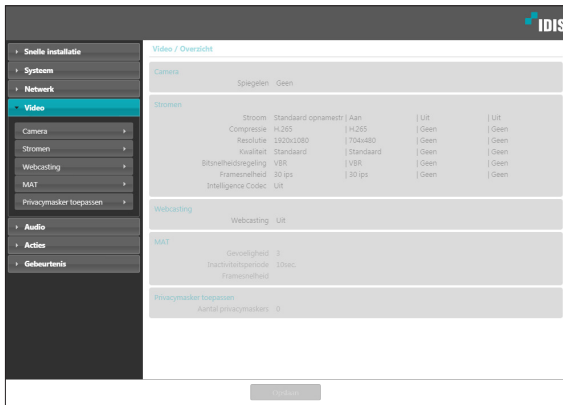 IDIS
Snelle installatie
Systeem
Netwerk
Video
Camera
Stromen
Webcasting
MAT
Privacymasker toepassen
Audio
Acties
Gebeurtenis
Video / Overzicht
Camera
Spiegelen Geen
Stromen
Stroom Standaard opnamestr | Aan | Uit | Uit
Compressie H.265 | H.265 | Geen | Geen
Resolutie 1920x1080 | 704x480 | Geen | Geen
Kwaliteit Standaard | Standaard | Geen | Geen
Bitsnelheidsregeling VBR | VBR | Geen | Geen
Framesnelheid 30 ips | 30 ips | Geen | Geen
Intelligence Codec Uit
Webcasting
Webcasting Uit
MAT
Gevoeligheid 3
Inactiviteitsperiode 10sec.
Framesnelheid
Privacymasker toepassen
Aantal privacymaskers 0